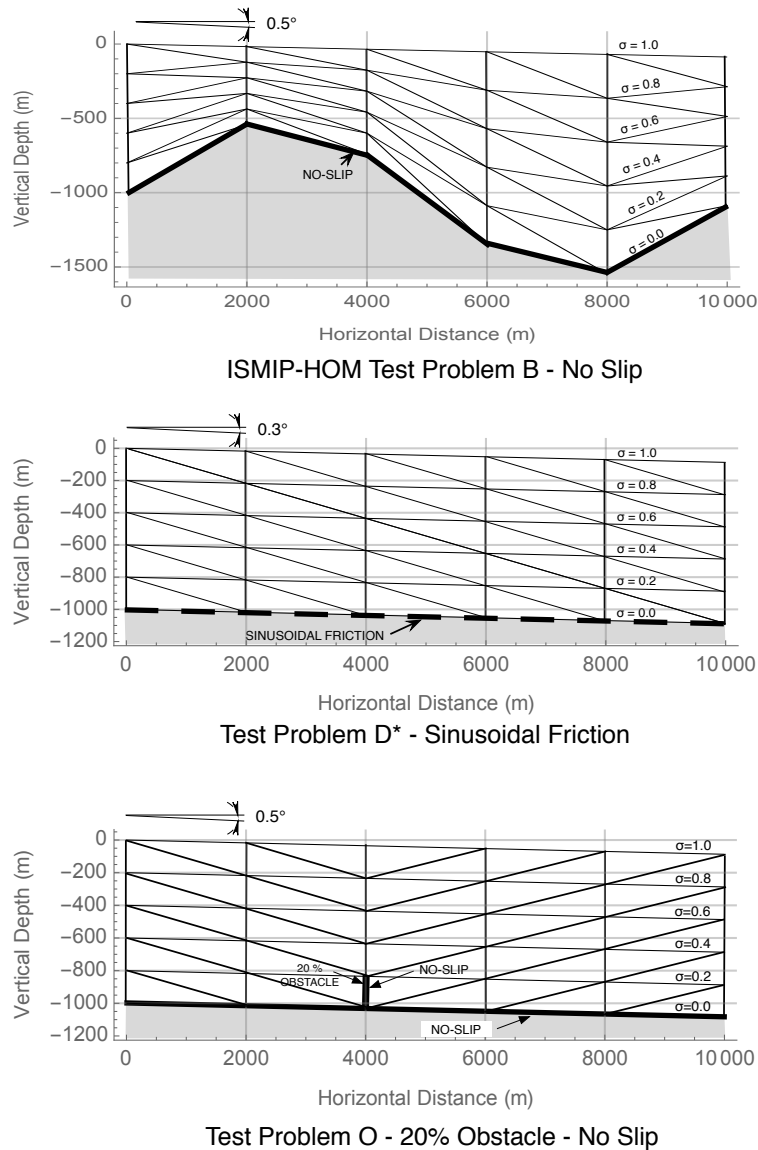 0.5°
0
−500
−1000
−1500
Vertical Depth (m)
σ = 1.0
σ = 0.8
σ = 0.6
σ = 0.4
σ = 0.2
σ = 0.0
NO-SLIP
0 2000 4000 6000 8000 10 000
Horizontal Distance (m)
ISMIP-HOM Test Problem B - No Slip
0.3°
0
−200
−400
−600
−800
−1000
−1200
Vertical Depth (m)
σ = 1.0
σ = 0.8
σ = 0.6
σ = 0.4
σ = 0.2
σ = 0.0
SINUSOIDAL FRICTION
0 2000 4000 6000 8000 10 000
Horizontal Distance (m)
Test Problem D* - Sinusoidal Friction
0.5°
0
−200
−400
−600
−800
−1000
−1200
Vertical Depth (m)
σ=1.0
σ=0.8
σ=0.6
σ=0.4
σ=0.2
σ=0.0
20 %
OBSTACLE
NO-SLIP
NO-SLIP
0 2000 4000 6000 8000 10 000
Horizontal Distance (m)
Test Problem O - 20% Obstacle - No Slip